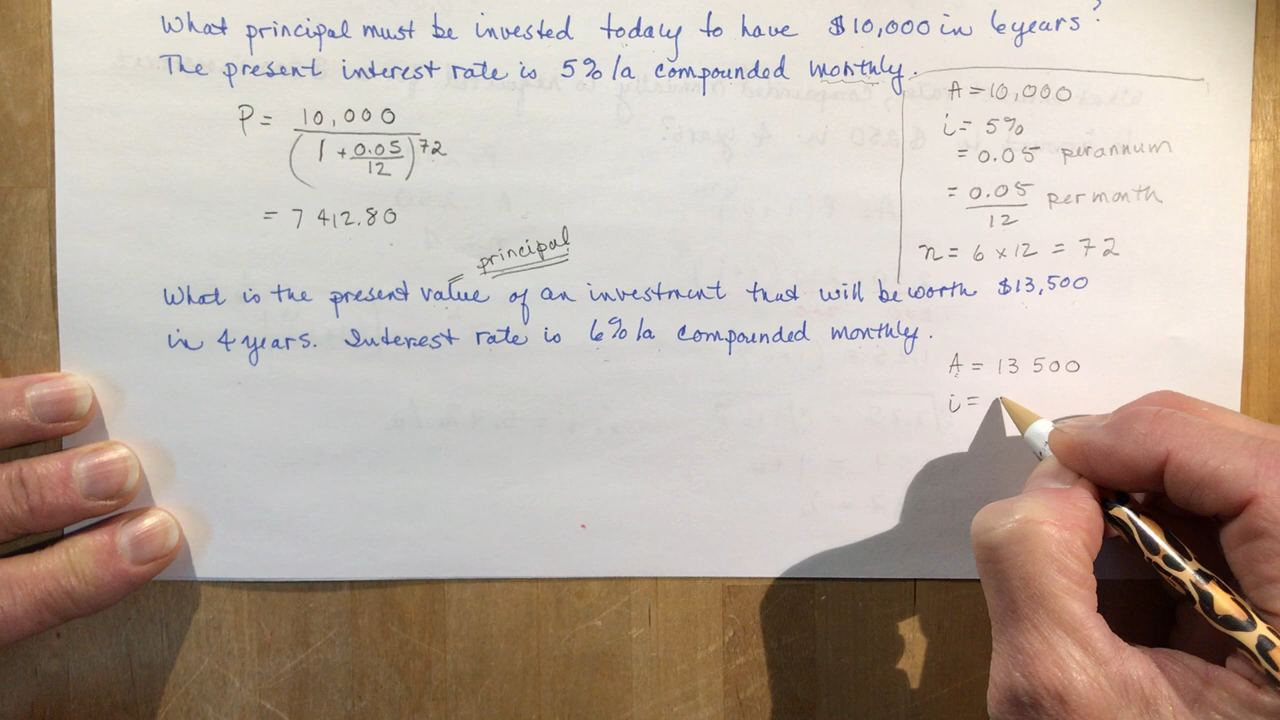 What principal must be invested today to have $10,000 in 6 years?
The present interest rate is 5%/a compounded monthly.
P = 10,000 / (1 + 0.05/12)^72
= 7 412.80
A = 10,000
i = 5%
= 0.05 per annum
= 0.05/12 per month
n = 6 × 12 = 72
= principal
What is the present value of an investment that will be worth $13,500
in 4 years. Interest rate is 6%/a compounded monthly.
A = 13 500
i =